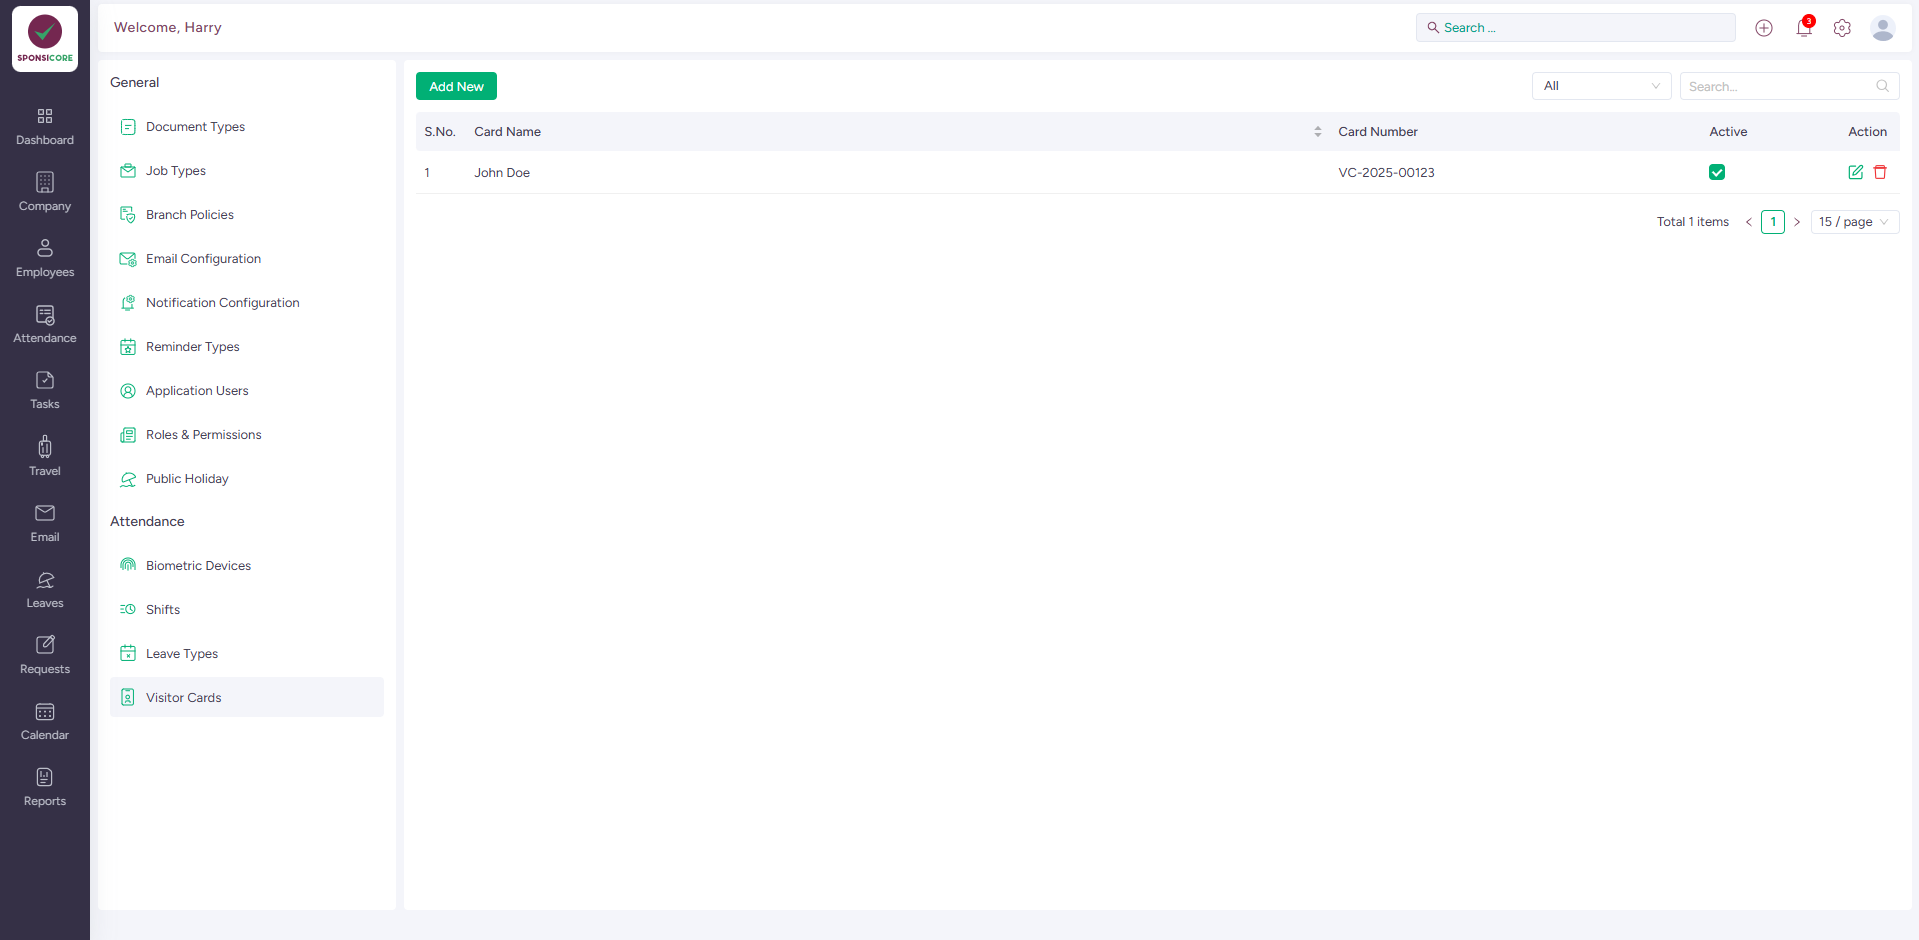 SPONSICORE
Dashboard
Company
Employees
Attendance
Tasks
Travel
Email
Leaves
Requests
Calendar
Reports
Welcome, Harry
Search ...
3
General
Document Types
Job Types
Branch Policies
Email Configuration
Notification Configuration
Reminder Types
Application Users
Roles & Permissions
Public Holiday
Attendance
Biometric Devices
Shifts
Leave Types
Visitor Cards
Add New
All
Search...
S.No. Card Name Card Number Active Action
1 John Doe VC-2025-00123
Total 1 items < 1 > 15 / page